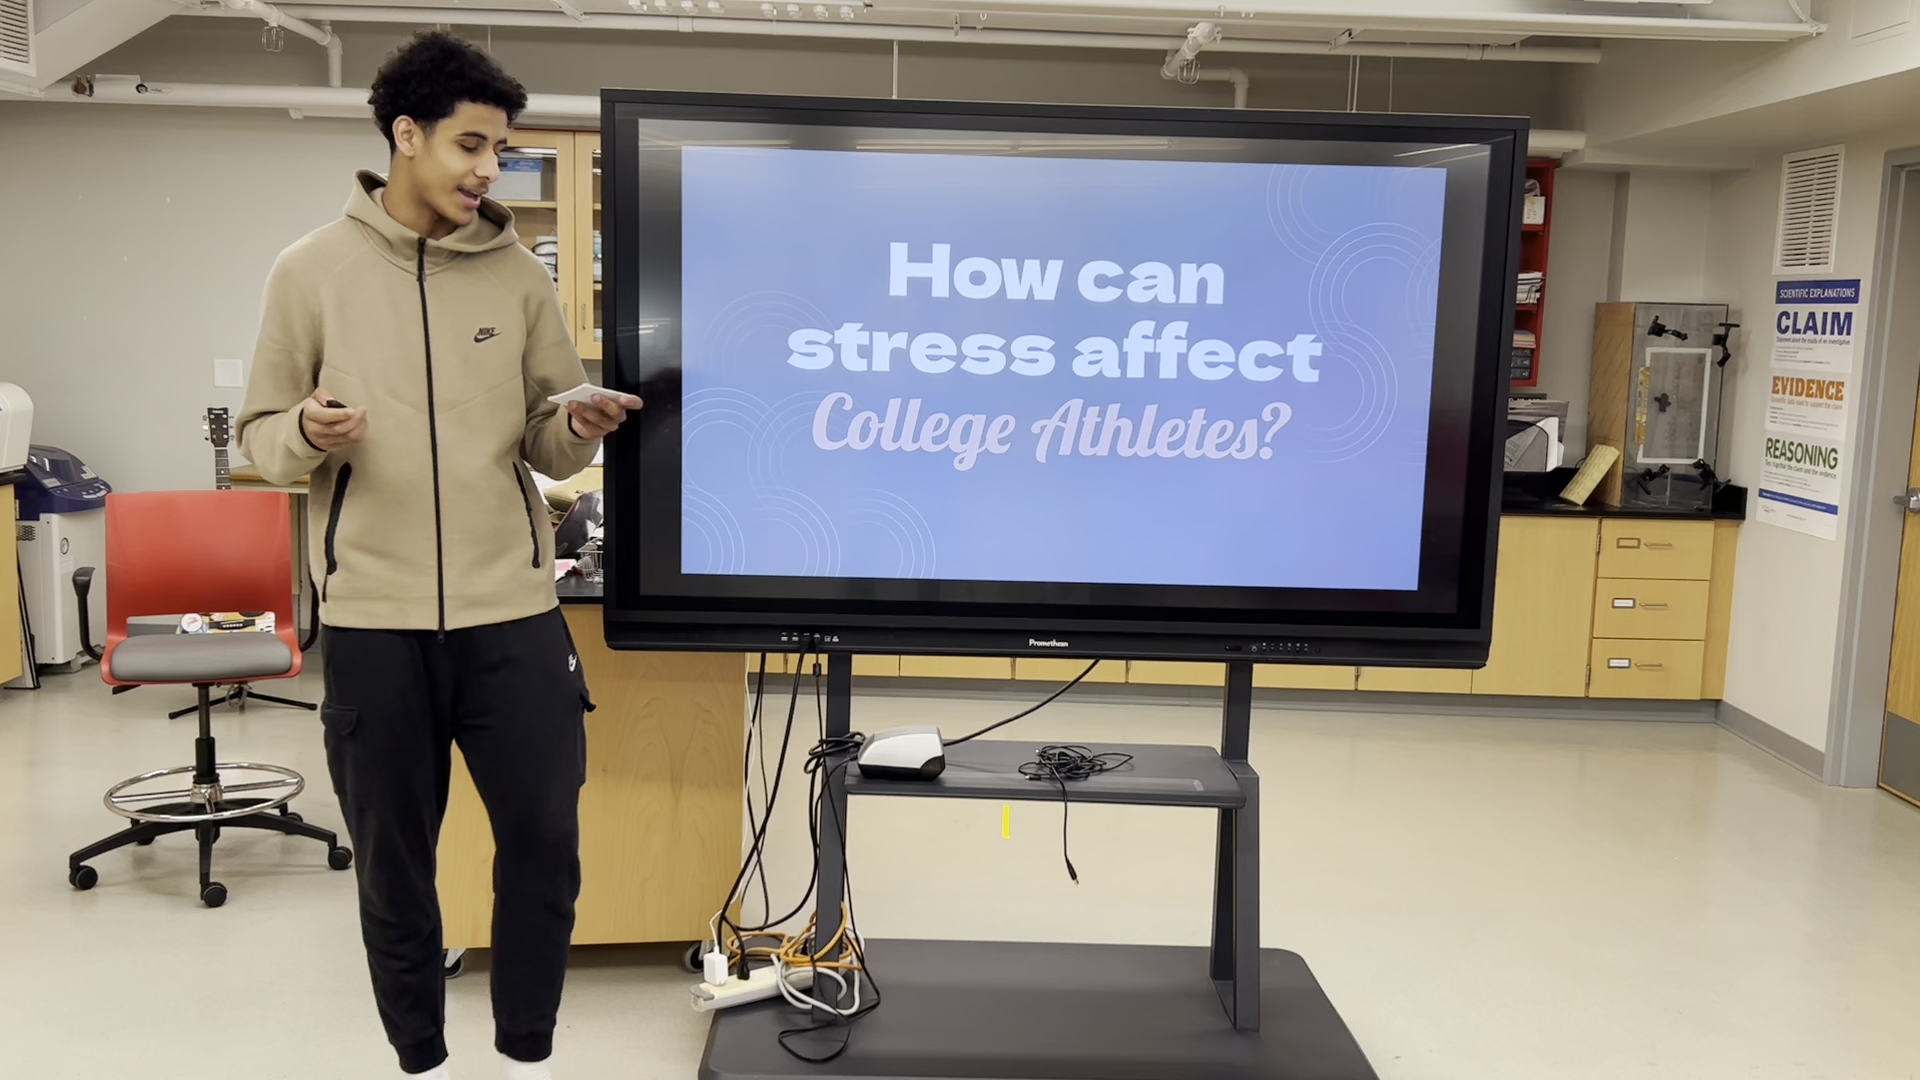 How can
stress affect
College Athletes?
NIKE
Promethean
SCIENTIFIC EXPLANATIONS
CLAIM
EVIDENCE
REASONING